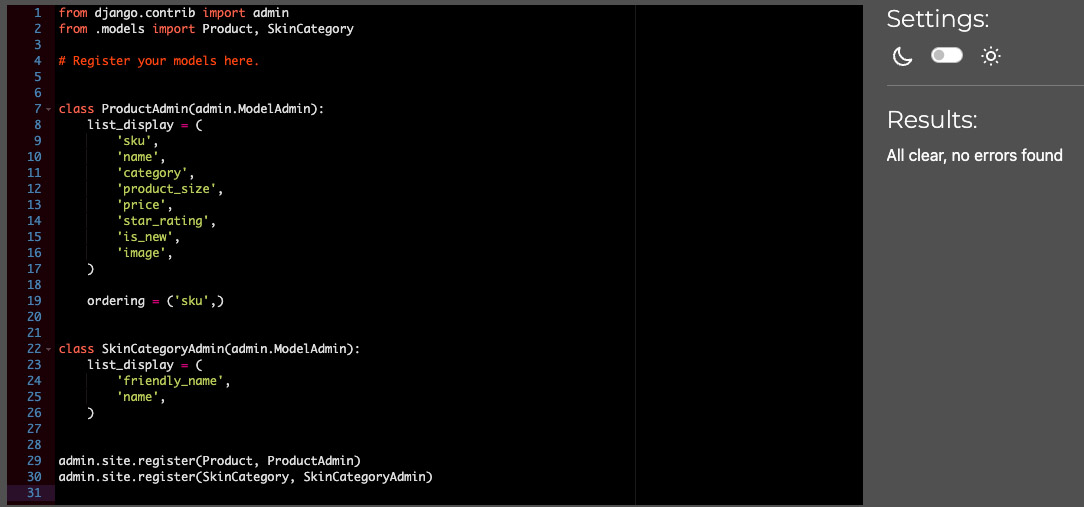 1 from django.contrib import admin
2 from .models import Product, SkinCategory
3
4 # Register your models here.
5
6
7 class ProductAdmin(admin.ModelAdmin):
8     list_display = (
9         'sku',
10         'name',
11         'category',
12         'product_size',
13         'price',
14         'star_rating',
15         'is_new',
16         'image',
17     )
18
19     ordering = ('sku',)
20
21
22 class SkinCategoryAdmin(admin.ModelAdmin):
23     list_display = (
24         'friendly_name',
25         'name',
26     )
27
28
29 admin.site.register(Product, ProductAdmin)
30 admin.site.register(SkinCategory, SkinCategoryAdmin)
31
Settings:
Results:
All clear, no errors found